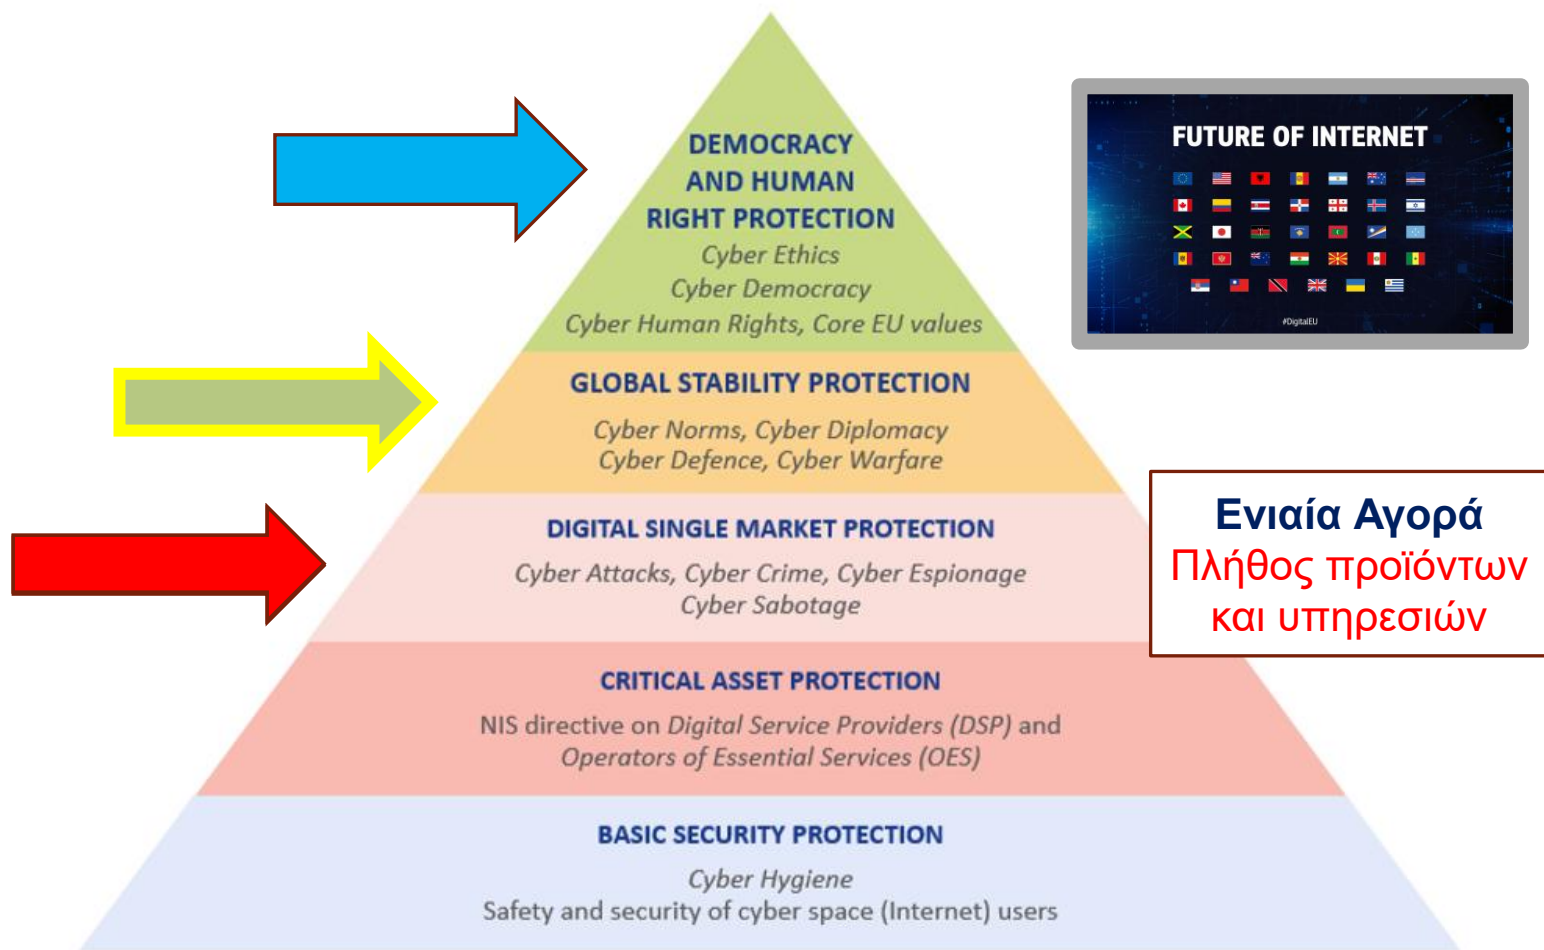 DEMOCRACY
AND HUMAN
RIGHT PROTECTION
Cyber Ethics
Cyber Democracy
Cyber Human Rights, Core EU values
FUTURE OF INTERNET
#DigitalEU
GLOBAL STABILITY PROTECTION
Cyber Norms, Cyber Diplomacy
Cyber Defence, Cyber Warfare
DIGITAL SINGLE MARKET PROTECTION
Cyber Attacks, Cyber Crime, Cyber Espionage
Cyber Sabotage
Ενιαία Αγορά
Πλήθος προϊόντων
και υπηρεσιών
CRITICAL ASSET PROTECTION
NIS directive on Digital Service Providers (DSP) and
Operators of Essential Services (OES)
BASIC SECURITY PROTECTION
Cyber Hygiene
Safety and security of cyber space (Internet) users